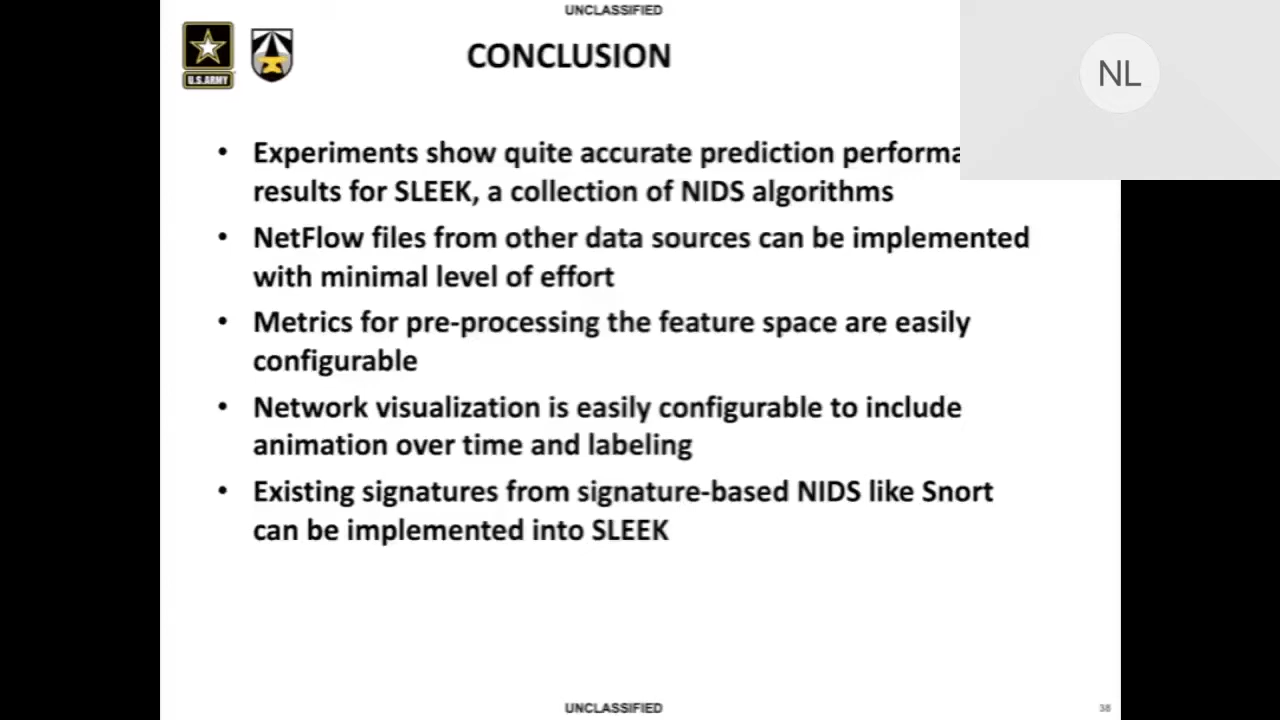 UNCLASSIFIED
U.S.ARMY
CONCLUSION
NL
• Experiments show quite accurate prediction
results for SLEEK, a collection of NIDS algorithms
• NetFlow files from other data sources can be implemented
with minimal level of effort
• Metrics for pre-processing the feature space are easily
configurable
• Network visualization is easily configurable to include
animation over time and labeling
• Existing signatures from signature-based NIDS like Snort
can be implemented into SLEEK
UNCLASSIFIED
38